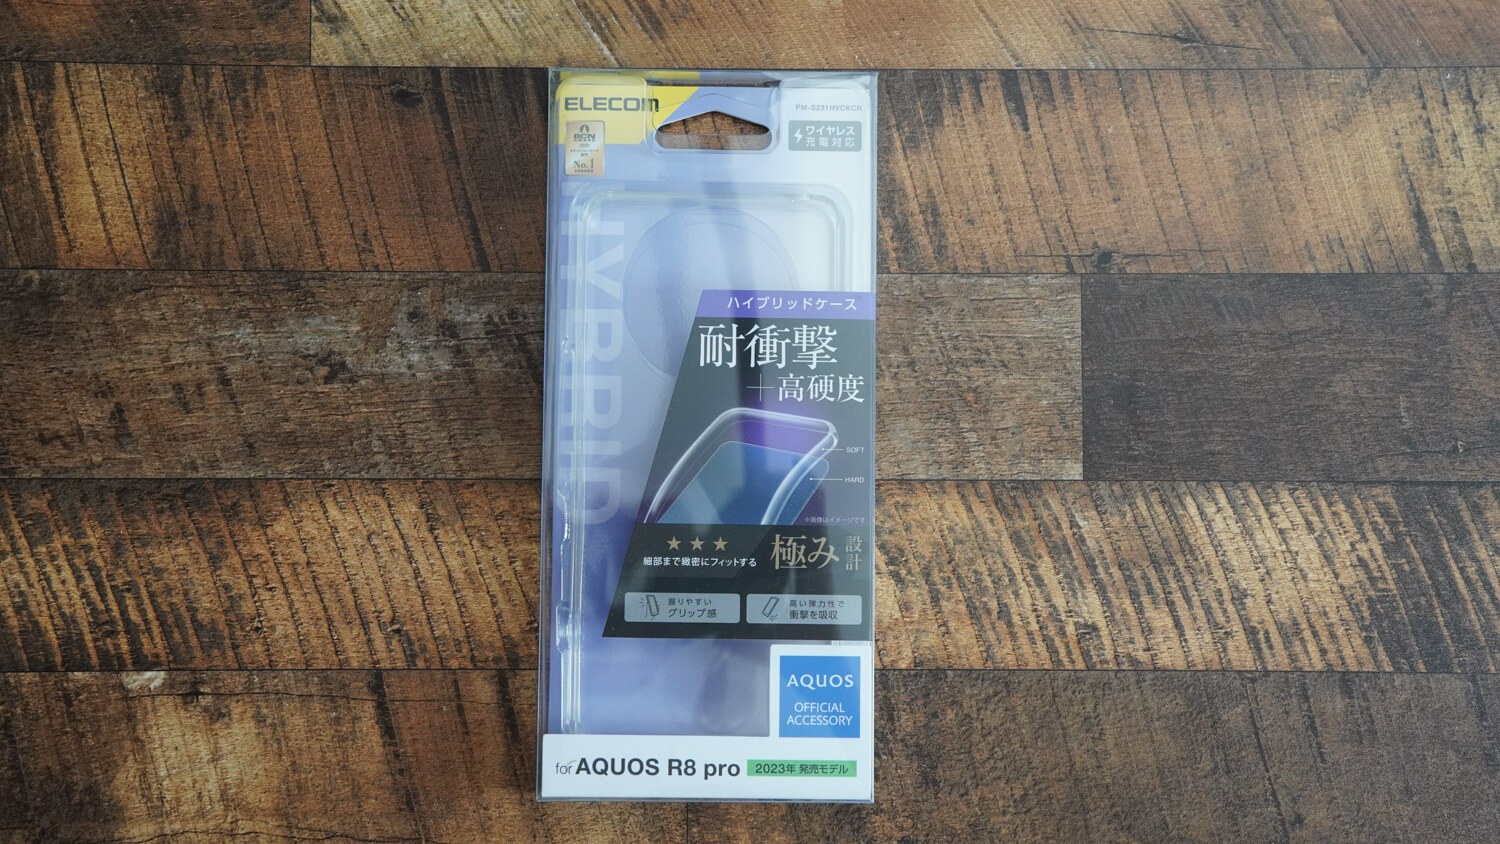 ELECOM
PM-S231HVCKCR
ワイヤレス
充電対応
BCN
No.1
HYBRID
ハイブリッドケース
耐衝撃
+高硬度
SOFT
HARD
※画像はイメージです
★★★
細部まで緻密にフィットする
極み設計
握りやすい
グリップ感
高い弾力性で
衝撃を吸収
AQUOS
OFFICIAL
ACCESSORY
for AQUOS R8 pro 2023年 発売モデル